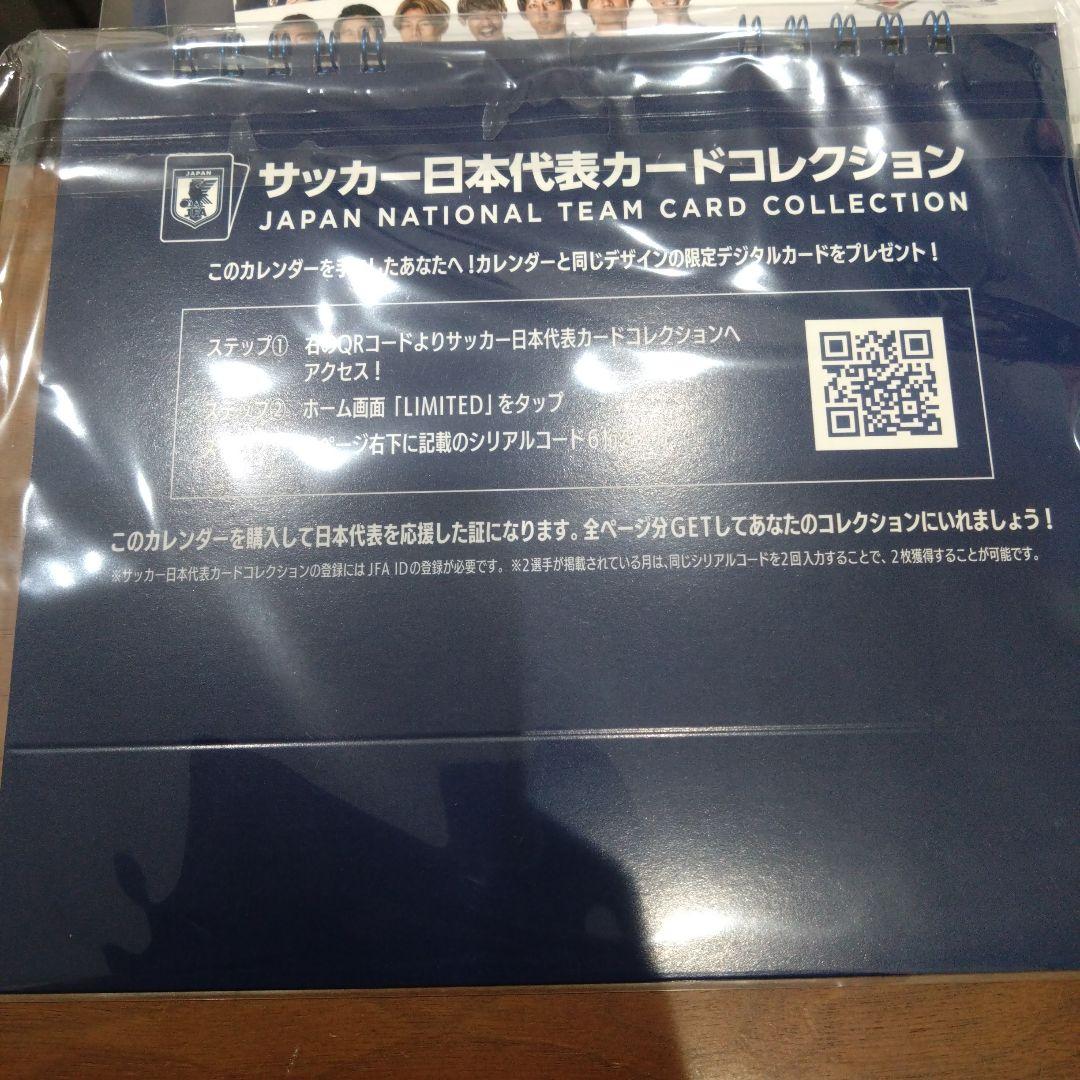 JAPAN
サッカー日本代表カードコレクション
JAPAN NATIONAL TEAM CARD COLLECTION
このカレンダーを手にしたあなたへ!カレンダーと同じデザインの限定デジタルカードをプレゼント!
ステップ① 右のQRコードよりサッカー日本代表カードコレクションへ
アクセス!
ステップ② ホーム画面「LIMITED」をタップ
ページ右下に記載のシリアルコード6
このカレンダーを購入して日本代表を応援した証になります。全ページ分GETしてあなたのコレクションにいれましょう!
※サッカー日本代表カードコレクションの登録にはJFA IDの登録が必要です。 ※2選手が掲載されている月は、同じシリアルコードを2回入力することで、2枚獲得することが可能です。